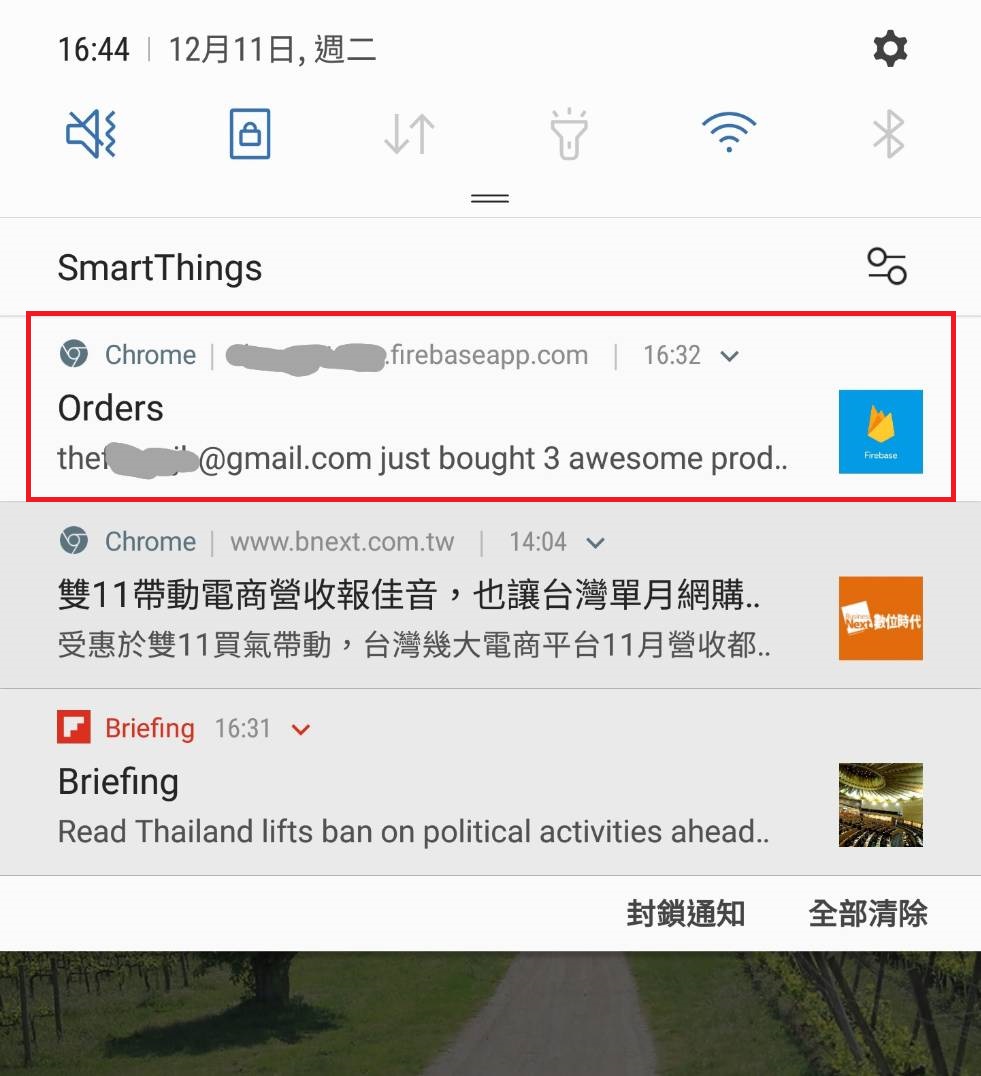 16:44 | 12月11日, 週二
SmartThings
Chrome | .firebaseapp.com | 16:32
Orders
@gmail.com just bought 3 awesome prod..
Firebase
Chrome | www.bnext.com.tw | 14:04
雙11帶動電商營收報佳音，也讓台灣單月網購..
受惠於雙11買氣帶動，台灣幾大電商平台11月營收都..
Business
Next 數位時代
Briefing 16:31
Briefing
Read Thailand lifts ban on political activities ahead..
封鎖通知 全部清除